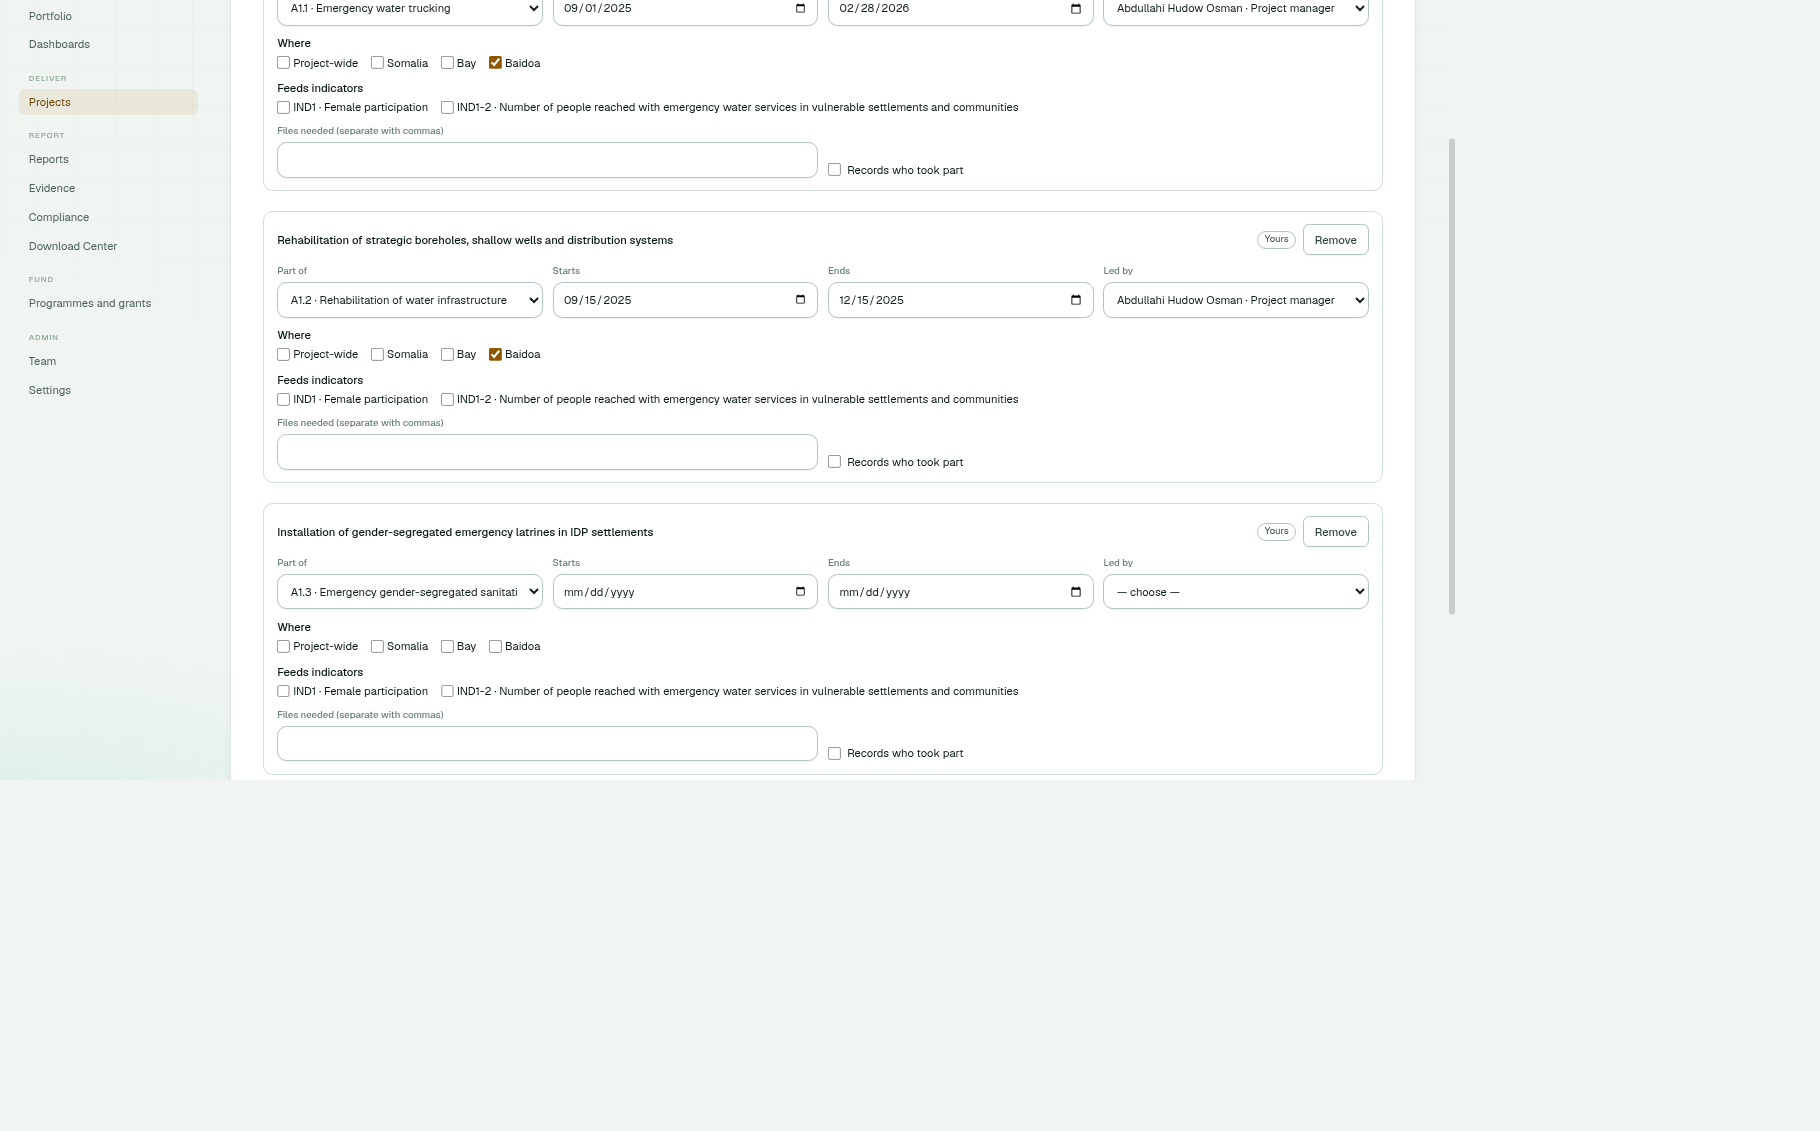 Portfolio
Dashboards
DELIVER
Projects
REPORT
Reports
Evidence
Compliance
Download Center
FUND
Programmes and grants
ADMIN
Team
Settings
A1.1 · Emergency water trucking 09/01/2025 02/28/2026 Abdullahi Hudow Osman · Project manager
Where
Project-wide Somalia Bay Baidoa
Feeds indicators
IND1 · Female participation IND1-2 · Number of people reached with emergency water services in vulnerable settlements and communities
Files needed (separate with commas)
Records who took part
Rehabilitation of strategic boreholes, shallow wells and distribution systems Yours Remove
Part of Starts Ends Led by
A1.2 · Rehabilitation of water infrastructure 09/15/2025 12/15/2025 Abdullahi Hudow Osman · Project manager
Where
Project-wide Somalia Bay Baidoa
Feeds indicators
IND1 · Female participation IND1-2 · Number of people reached with emergency water services in vulnerable settlements and communities
Files needed (separate with commas)
Records who took part
Installation of gender-segregated emergency latrines in IDP settlements Yours Remove
Part of Starts Ends Led by
A1.3 · Emergency gender-segregated sanitati mm/dd/yyyy mm/dd/yyyy — choose —
Where
Project-wide Somalia Bay Baidoa
Feeds indicators
IND1 · Female participation IND1-2 · Number of people reached with emergency water services in vulnerable settlements and communities
Files needed (separate with commas)
Records who took part